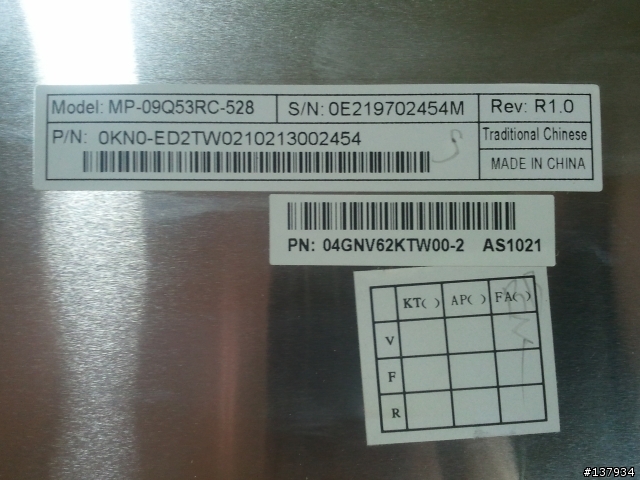 Model: MP-09Q53RC-528 S/N: 0E219702454M Rev: R1.0
P/N: 0KN0-ED2TW0210213002454 Traditional Chinese
MADE IN CHINA
PN: 04GNV62KTW00-2 AS1021
KT( ) AP( ) FA( )
V
F
R
#137934